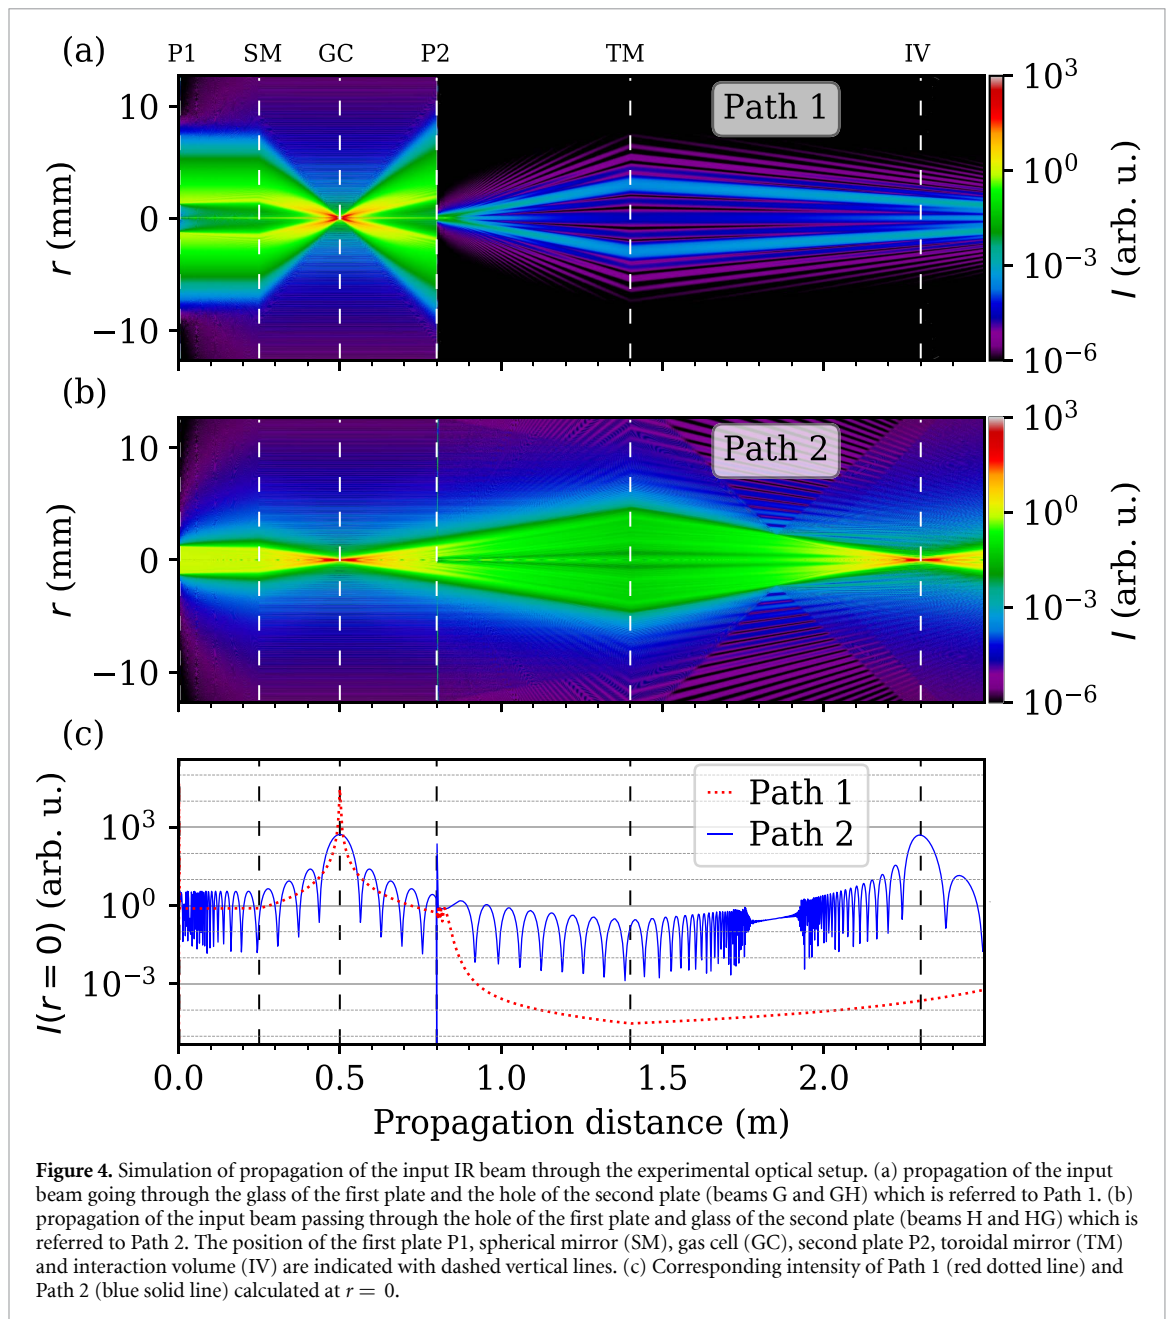 (a)
P1 SM GC P2 TM IV
Path 1
10
0
−10
r (mm)
10^3
10^0
10^−3
10^−6
I (arb. u.)
(b)
Path 2
10
0
−10
r (mm)
10^3
10^0
10^−3
10^−6
I (arb. u.)
(c)
Path 1
Path 2
10^3
10^0
10^−3
I(r = 0) (arb. u.)
0.0 0.5 1.0 1.5 2.0
Propagation distance (m)
Figure 4. Simulation of propagation of the input IR beam through the experimental optical setup. (a) propagation of the input
beam going through the glass of the first plate and the hole of the second plate (beams G and GH) which is referred to Path 1. (b)
propagation of the input beam passing through the hole of the first plate and glass of the second plate (beams H and HG) which is
referred to Path 2. The position of the first plate P1, spherical mirror (SM), gas cell (GC), second plate P2, toroidal mirror (TM)
and interaction volume (IV) are indicated with dashed vertical lines. (c) Corresponding intensity of Path 1 (red dotted line) and
Path 2 (blue solid line) calculated at r = 0.